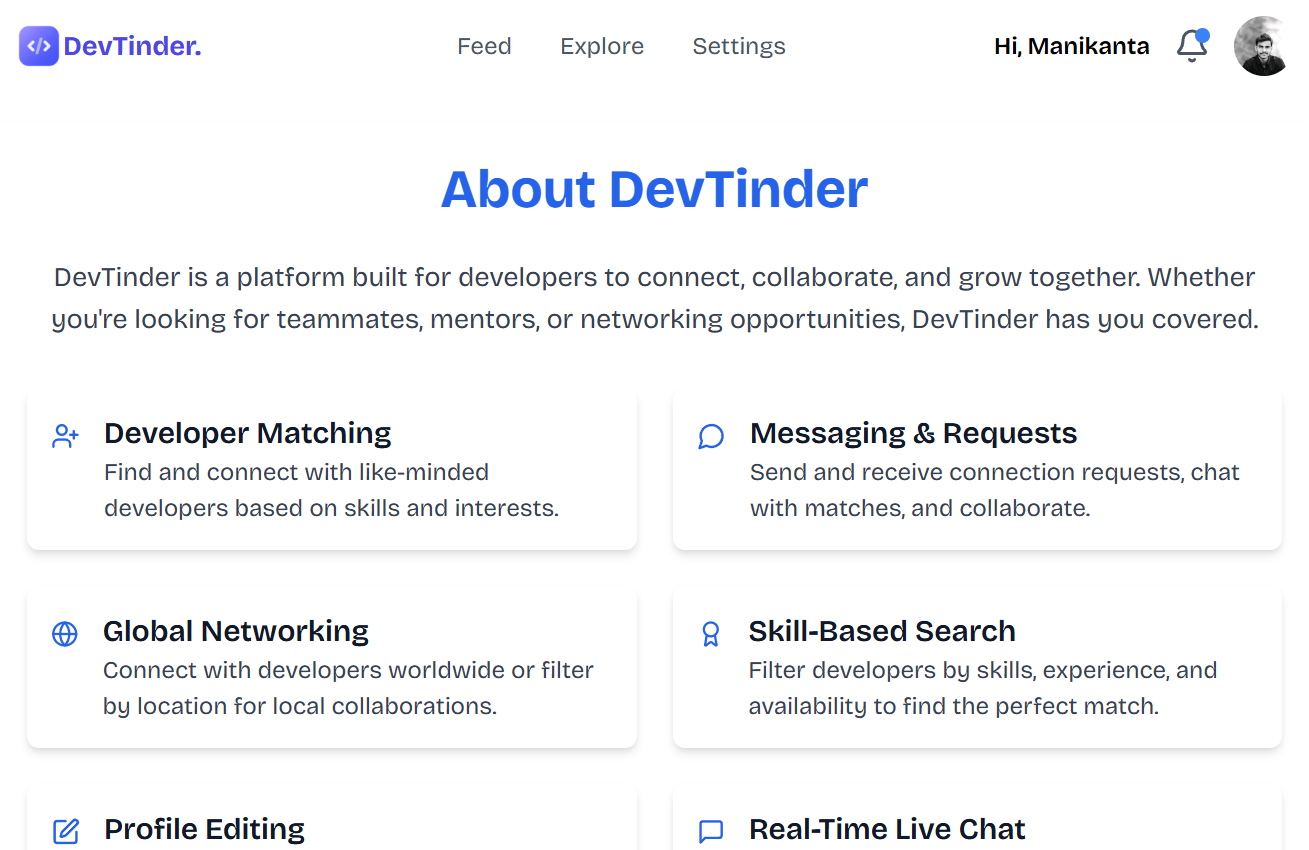 </> DevTinder.
Feed Explore Settings
Hi, Manikanta
About DevTinder
DevTinder is a platform built for developers to connect, collaborate, and grow together. Whether
you're looking for teammates, mentors, or networking opportunities, DevTinder has you covered.
Developer Matching
Find and connect with like-minded
developers based on skills and interests.
Messaging & Requests
Send and receive connection requests, chat
with matches, and collaborate.
Global Networking
Connect with developers worldwide or filter
by location for local collaborations.
Skill-Based Search
Filter developers by skills, experience, and
availability to find the perfect match.
Profile Editing
Real-Time Live Chat